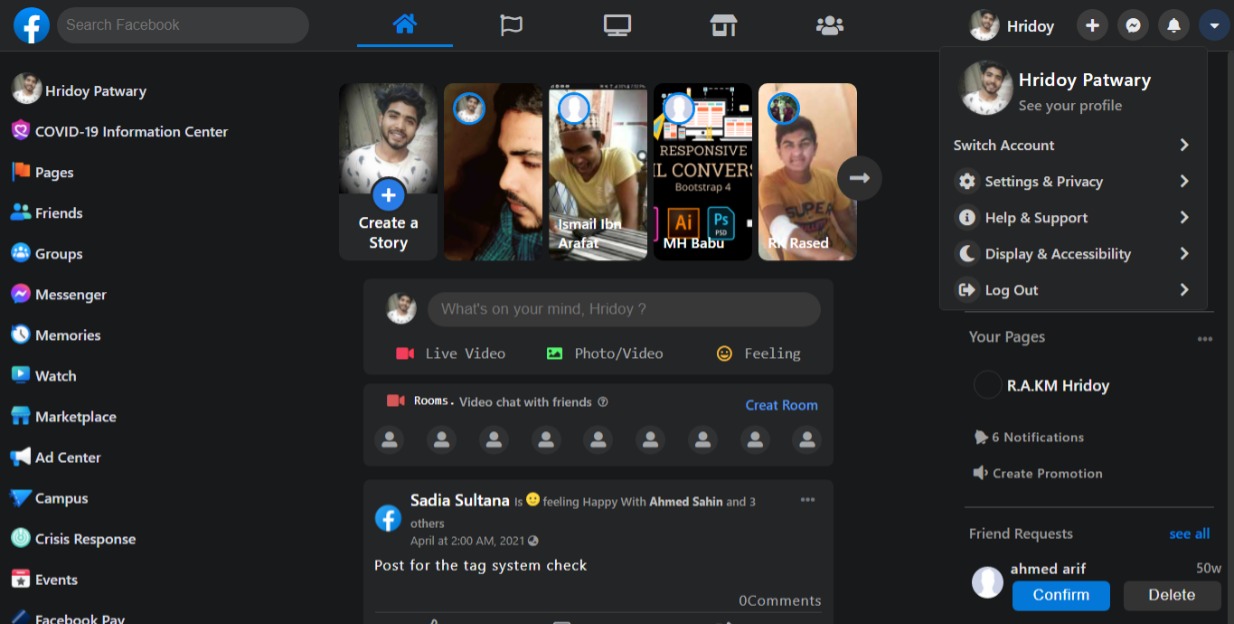 Search Facebook
Hridoy
Hridoy Patwary
COVID-19 Information Center
Pages
Friends
Groups
Messenger
Memories
Watch
Marketplace
Ad Center
Campus
Crisis Response
Events
Facebook Pay
Create a
Story
Ismail Ibn
Arafat
RESPONSIVE
L CONVERS
Bootstrap 4
Ai
Ps
PSD
MH Babu
SUPER
RK Rased
What's on your mind, Hridoy ?
Live Video
Photo/Video
Feeling
Rooms. Video chat with friends
Creat Room
Sadia Sultana Is feeling Happy With Ahmed Sahin and 3
others
April at 2:00 AM, 2021
Post for the tag system check
0Comments
Hridoy Patwary
See your profile
Switch Account
Settings & Privacy
Help & Support
Display & Accessibility
Log Out
Your Pages
R.A.KM Hridoy
6 Notifications
Create Promotion
Friend Requests see all
ahmed arif 50w
Confirm Delete